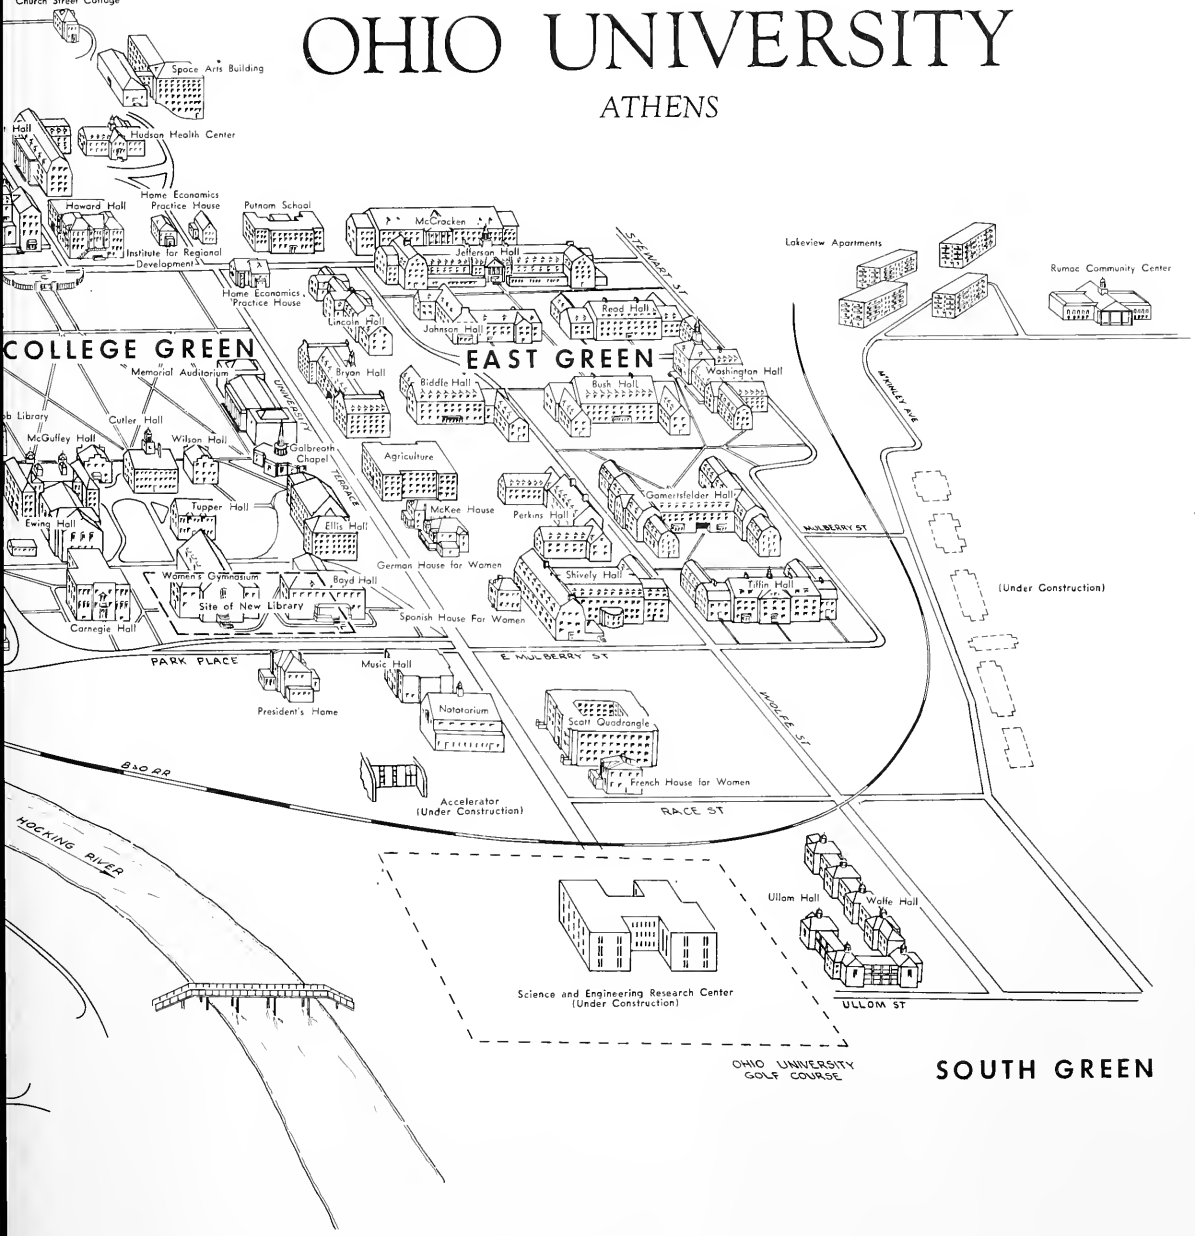 Church Street Cottage
OHIO UNIVERSITY
ATHENS
Space Arts Building
Hall
Hudson Health Center
Howard Hall
Home Economics
Practice House
Putnam School
McCracken
Jefferson Hall
STEWART ST
Institute for Regional
Development
Home Economics
Practice House
Lakeview Apartments
Rumac Community Center
Lincoln Hall
Johnson Hall
Read Hall
COLLEGE GREEN
EAST GREEN
Memorial Auditorium
UNIVERSITY
TERRACE
Bryan Hall
Biddle Hall
Bush Hall
Washington Hall
McKINLEY AVE
Library
Cutler Hall
McGuffey Hall
Wilson Hall
Galbreath
Chapel
Agriculture
Gamertsfelder Hall
Tupper Hall
McKee House
Perkins Hall
Ewing Hall
Ellis Hall
MULBERRY ST
German House for Women
Women's Gymnasium
Boyd Hall
Shively Hall
Tiffin Hall
(Under Construction)
Site of New Library
Spanish House For Women
Carnegie Hall
PARK PLACE
E MULBERRY ST
Music Hall
President's Home
Natatorium
Scott Quadrangle
WOLFE ST
B&O RR
French House for Women
Accelerator
(Under Construction)
RACE ST
HOCKING RIVER
Ullom Hall
Wolfe Hall
Science and Engineering Research Center
(Under Construction)
ULLOM ST
OHIO UNIVERSITY
GOLF COURSE
SOUTH GREEN